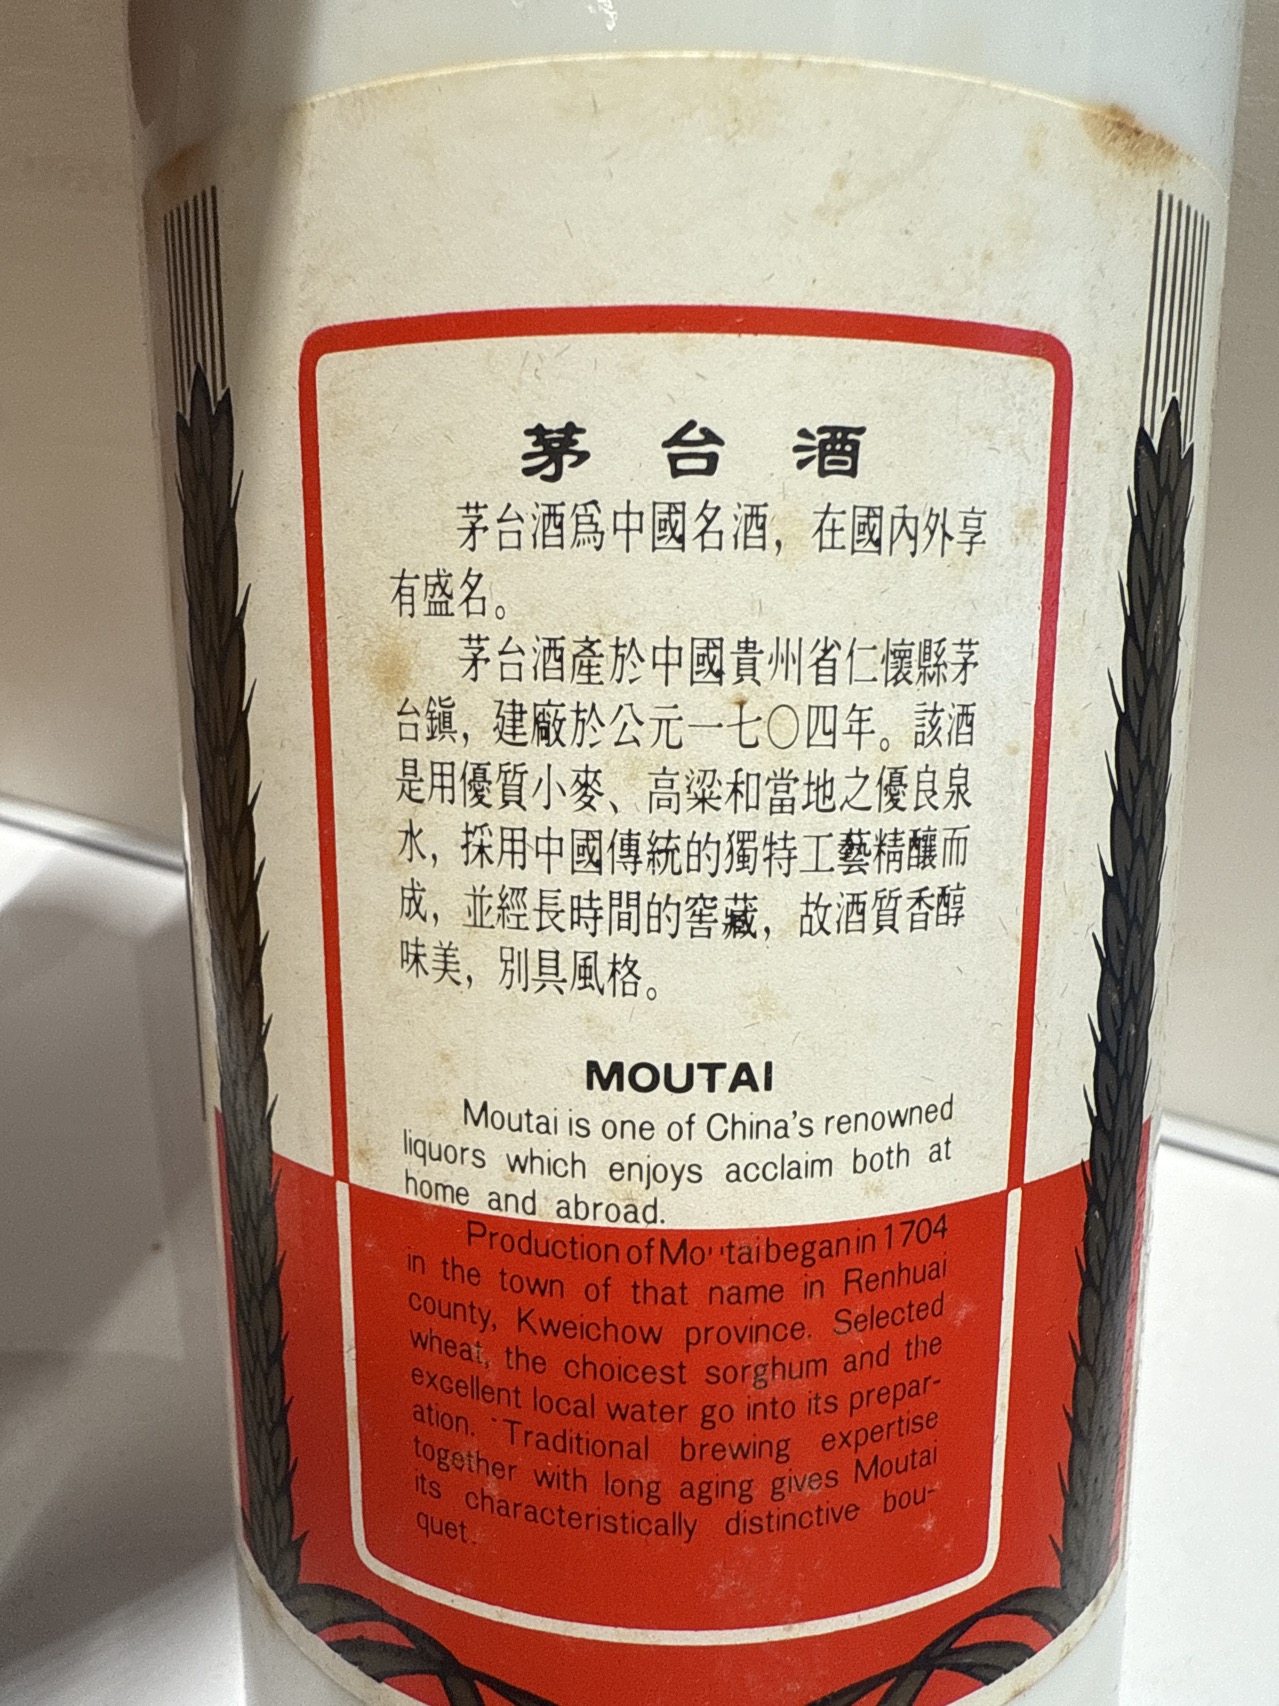 茅台酒
茅台酒爲中國名酒，在國內外享
有盛名。
茅台酒產於中國貴州省仁懷縣茅
台鎮，建廠於公元一七〇四年。該酒
是用優質小麥、高粱和當地之優良泉
水，採用中國傳統的獨特工藝精釀而
成，並經長時間的窖藏，故酒質香醇
味美，別具風格。
MOUTAI
Moutai is one of China's renowned
liquors which enjoys acclaim both at
home and abroad.
Production of Moutai began in 1704
in the town of that name in Renhuai
county, Kweichow province. Selected
wheat, the choicest sorghum and the
excellent local water go into its prepar-
ation. Traditional brewing expertise
together with long aging gives Moutai
its characteristically distinctive bou-
quet.